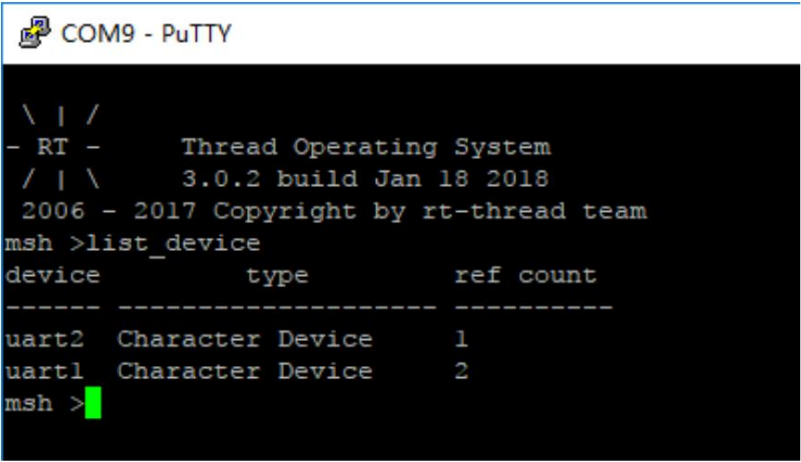 COM9 - PuTTY
 \ | /
- RT -     Thread Operating System
 / | \     3.0.2 build Jan 18 2018
 2006 - 2017 Copyright by rt-thread team
msh >list_device
device         type         ref count
------ -------------------- ----------
uart2  Character Device     1
uart1  Character Device     2
msh >